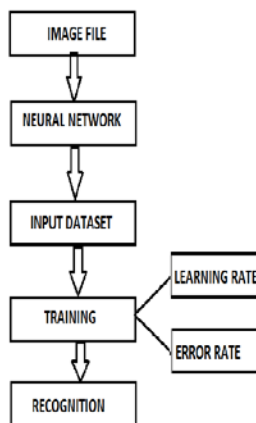 IMAGE FILE
NEURAL NETWORK
INPUT DATASET
LEARNING RATE
TRAINING
ERROR RATE
RECOGNITION